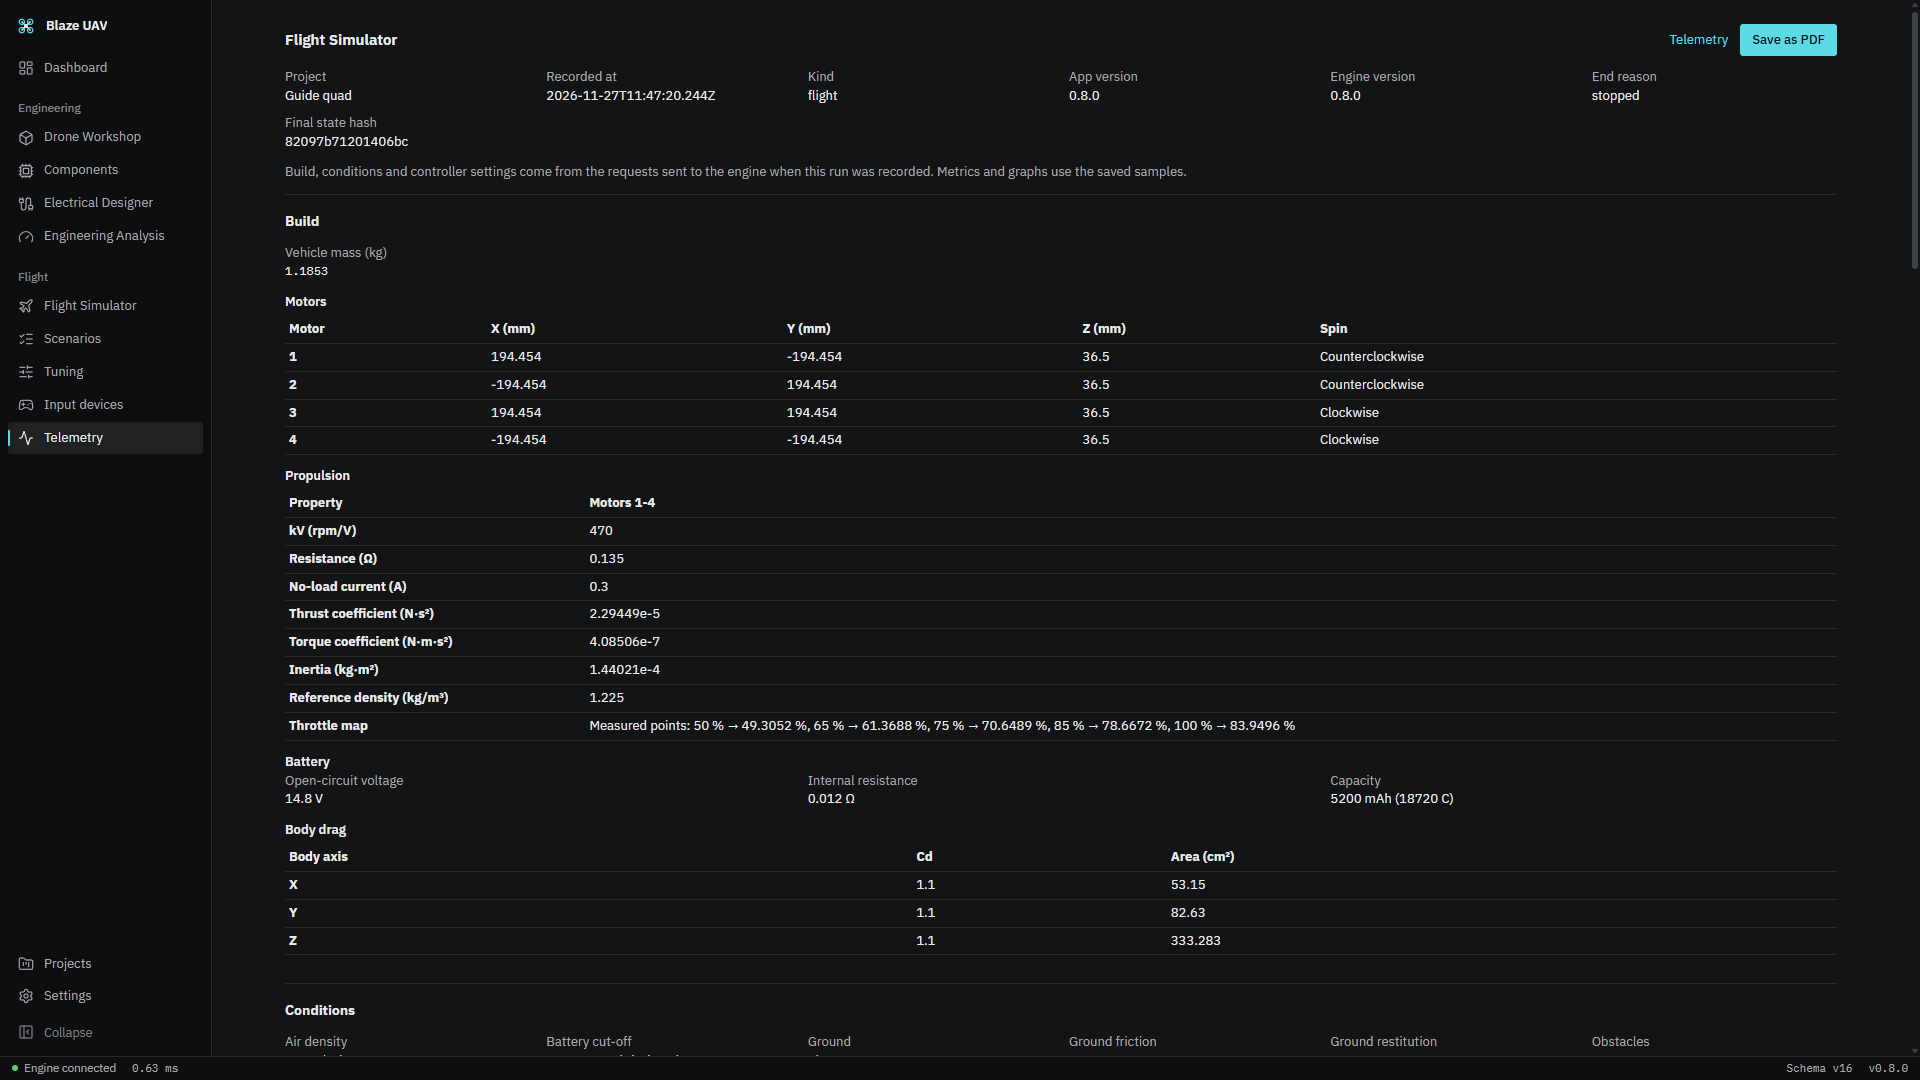 Blaze UAV
Dashboard
Engineering
Drone Workshop
Components
Electrical Designer
Engineering Analysis
Flight
Flight Simulator
Scenarios
Tuning
Input devices
Telemetry
Projects
Settings
Collapse
Flight Simulator
Telemetry
Save as PDF
Project Recorded at Kind App version Engine version End reason
Guide quad 2026-11-27T11:47:20.244Z flight 0.8.0 0.8.0 stopped
Final state hash
82097b71201406bc
Build, conditions and controller settings come from the requests sent to the engine when this run was recorded. Metrics and graphs use the saved samples.
Build
Vehicle mass (kg)
1.1853
Motors
Motor X (mm) Y (mm) Z (mm) Spin
1 194.454 -194.454 36.5 Counterclockwise
2 -194.454 194.454 36.5 Counterclockwise
3 194.454 194.454 36.5 Clockwise
4 -194.454 -194.454 36.5 Clockwise
Propulsion
Property Motors 1-4
kV (rpm/V) 470
Resistance (Ω) 0.135
No-load current (A) 0.3
Thrust coefficient (N·s²) 2.29449e-5
Torque coefficient (N·m·s²) 4.08506e-7
Inertia (kg·m²) 1.44021e-4
Reference density (kg/m³) 1.225
Throttle map Measured points: 50 % → 49.3052 %, 65 % → 61.3688 %, 75 % → 70.6489 %, 85 % → 78.6672 %, 100 % → 83.9496 %
Battery
Open-circuit voltage Internal resistance Capacity
14.8 V 0.012 Ω 5200 mAh (18720 C)
Body drag
Body axis Cd Area (cm²)
X 1.1 53.15
Y 1.1 82.63
Z 1.1 333.283
Conditions
Air density Battery cut-off Ground Ground friction Ground restitution Obstacles
Engine connected 0.63 ms
Schema v16 v0.8.0